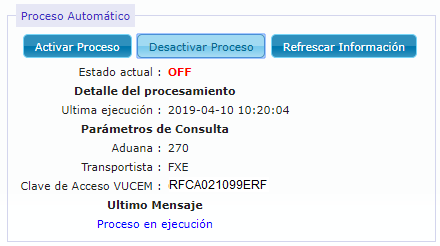 Proceso Automático
Activar Proceso Desactivar Proceso Refrescar Información
Estado actual : OFF
Detalle del procesamiento
Ultima ejecución : 2019-04-10 10:20:04
Parámetros de Consulta
Aduana : 270
Transportista : FXE
Clave de Acceso VUCEM : RFCA021099ERF
Ultimo Mensaje
Proceso en ejecución